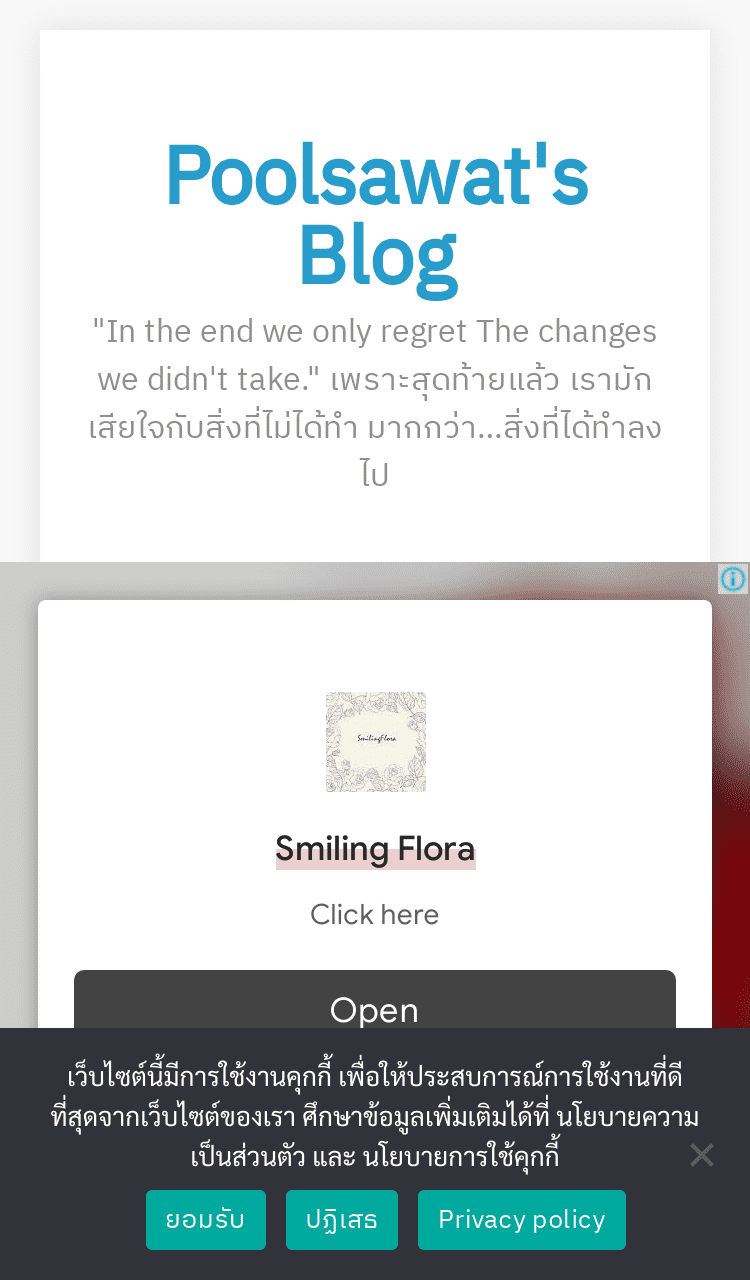 Poolsawat's
Blog
"In the end we only regret The changes
we didn't take." เพราะสุดท้ายแล้ว เรามัก
เสียใจกับสิ่งที่ไม่ได้ทำ มากกว่า...สิ่งที่ได้ทำลง
ไป
SmilingFlora
Smiling Flora
Click here
Open
เว็บไซต์นี้มีการใช้งานคุกกี้ เพื่อให้ประสบการณ์การใช้งานที่ดี
ที่สุดจากเว็บไซต์ของเรา ศึกษาข้อมูลเพิ่มเติมได้ที่ นโยบายความ
เป็นส่วนตัว และ นโยบายการใช้คุกกี้
ยอมรับ
ปฏิเสธ
Privacy policy